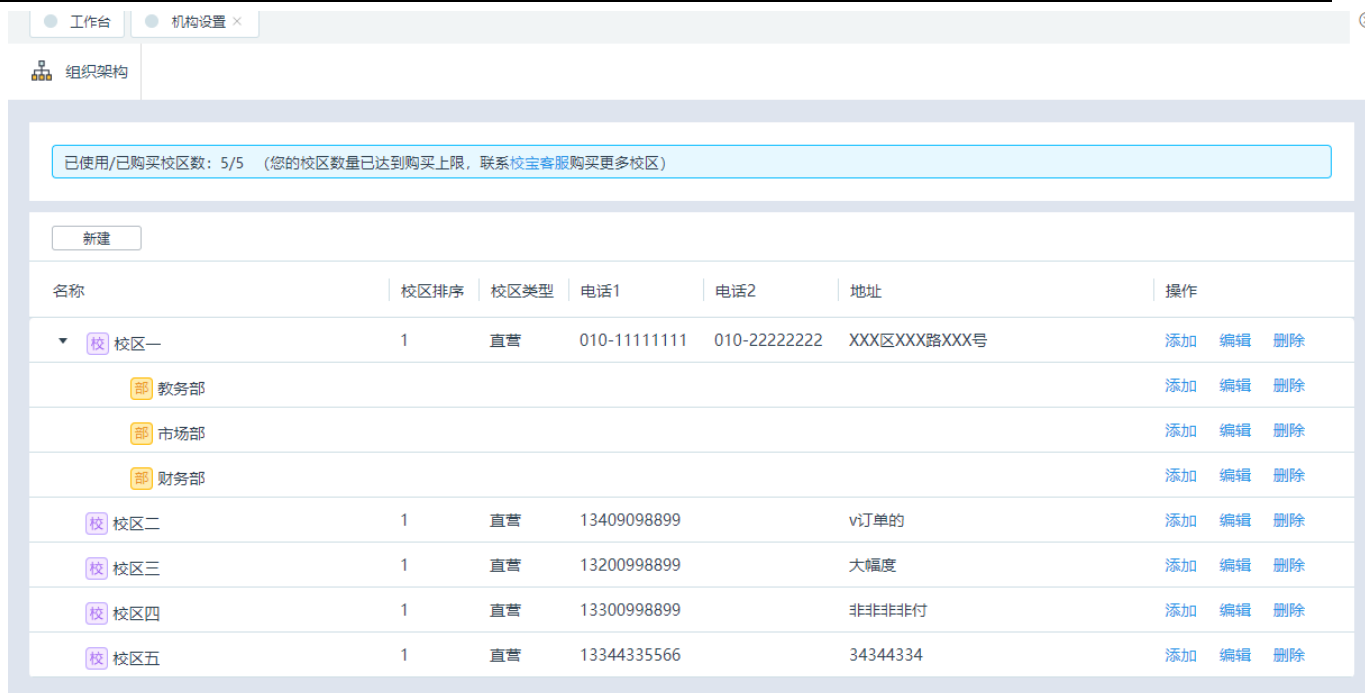 工作台 机构设置 ×
组织架构
已使用/已购买校区数：5/5 （您的校区数量已达到购买上限，联系校宝客服购买更多校区）
新建
名称 校区排序 校区类型 电话1 电话2 地址 操作
校 校区一 1 直营 010-11111111 010-22222222 XXX区XXX路XXX号 添加 编辑 删除
部 教务部 添加 编辑 删除
部 市场部 添加 编辑 删除
部 财务部 添加 编辑 删除
校 校区二 1 直营 13409098899 v订单的 添加 编辑 删除
校 校区三 1 直营 13200998899 大幅度 添加 编辑 删除
校 校区四 1 直营 13300998899 非非非非付 添加 编辑 删除
校 校区五 1 直营 13344335566 34344334 添加 编辑 删除